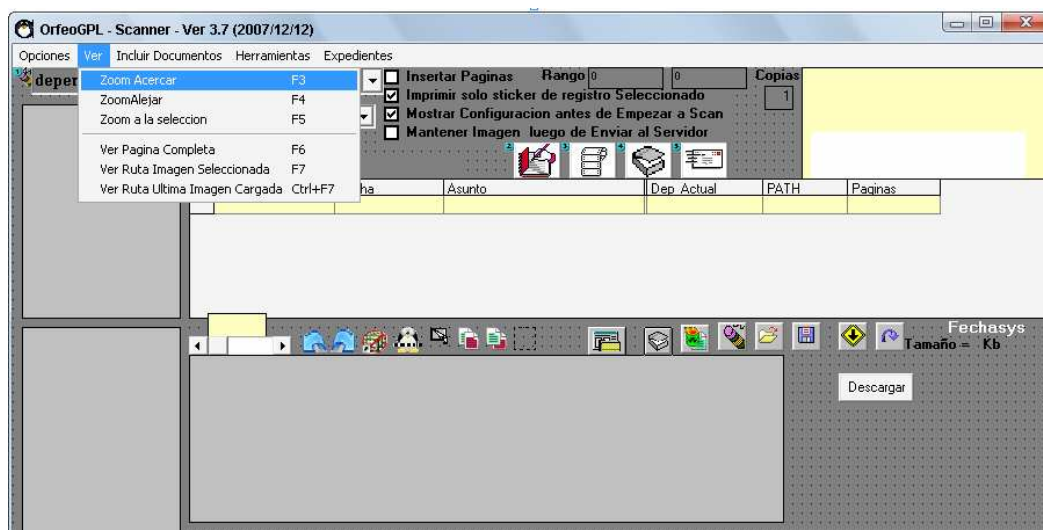 OrfeoGPL - Scanner - Ver 3.7 (2007/12/12)
Opciones Ver Incluir Documentos Herramientas Expedientes
deper
Zoom Acercar F3
ZoomAlejar F4
Zoom a la seleccion F5
Ver Pagina Completa F6
Ver Ruta Imagen Seleccionada F7
Ver Ruta Ultima Imagen Cargada Ctrl+F7
Insertar Paginas Rango 0 0 Copias
Imprimir solo sticker de registro Seleccionado 1
Mostrar Configuracion antes de Empezar a Scan
Mantener Imagen luego de Enviar al Servidor
2 3 4 5
ha Asunto Dep Actual PATH Paginas
Fechasys
Tamaño = Kb
Descargar